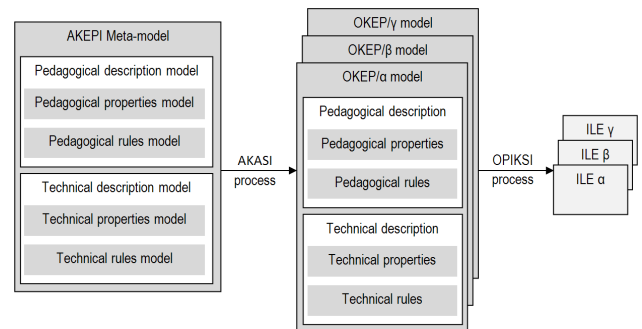 AKEPI Meta-model
Pedagogical description model
Pedagogical properties model
Pedagogical rules model
Technical description model
Technical properties model
Technical rules model
AKASI
process
OKEP/γ model
OKEP/β model
OKEP/α model
Pedagogical description
Pedagogical properties
Pedagogical rules
Technical description
Technical properties
Technical rules
OPIKSI
process
ILE γ
ILE β
ILE α